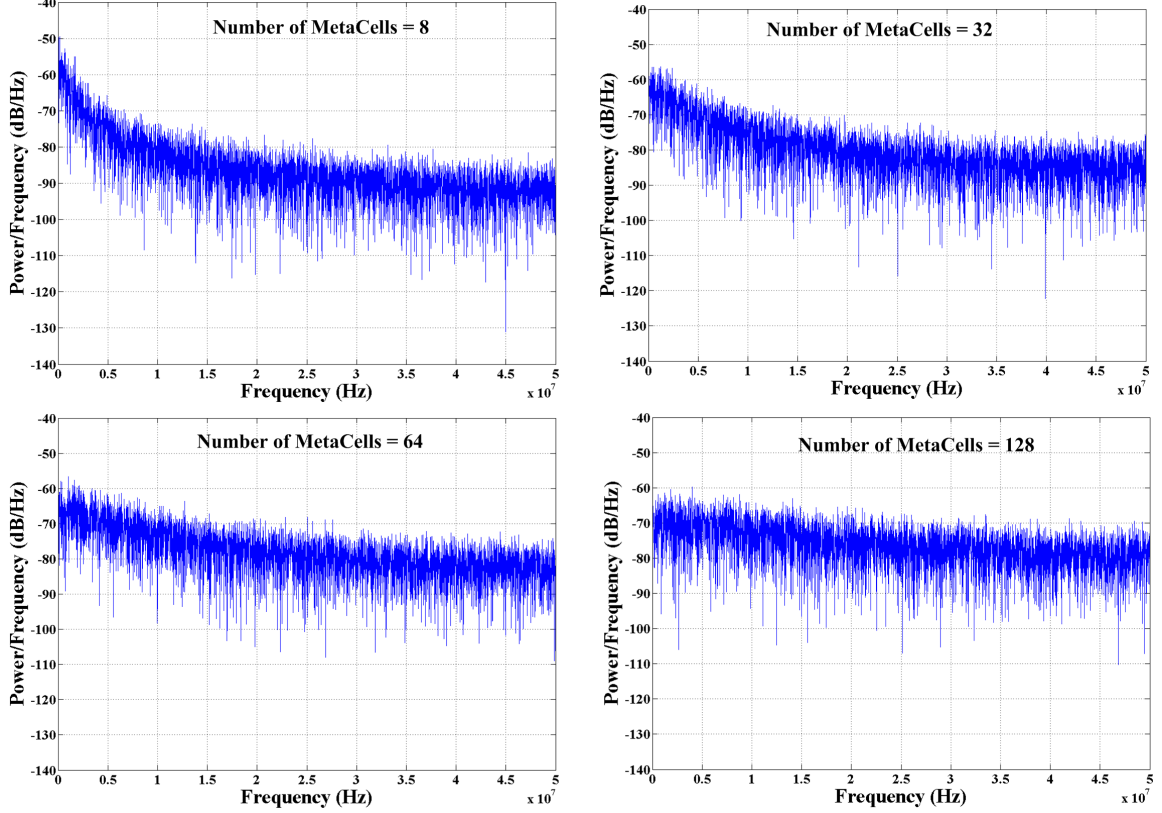 Number of MetaCells = 8
Power/Frequency (dB/Hz)
-40
-50
-60
-70
-80
-90
-100
-110
-120
-130
-140
0 0.5 1 1.5 2 2.5 3 3.5 4 4.5 5
x 10^7
Frequency (Hz)
Number of MetaCells = 32
Power/Frequency (dB/Hz)
-40
-50
-60
-70
-80
-90
-100
-110
-120
-130
-140
0 0.5 1 1.5 2 2.5 3 3.5 4 4.5 5
x 10^7
Frequency (Hz)
Number of MetaCells = 64
Power/Frequency (dB/Hz)
-40
-50
-60
-70
-80
-90
-100
-110
-120
-130
-140
0 0.5 1 1.5 2 2.5 3 3.5 4 4.5 5
x 10^7
Frequency (Hz)
Number of MetaCells = 128
Power/Frequency (dB/Hz)
-40
-50
-60
-70
-80
-90
-100
-110
-120
-130
-140
0 0.5 1 1.5 2 2.5 3 3.5 4 4.5 5
x 10^7
Frequency (Hz)